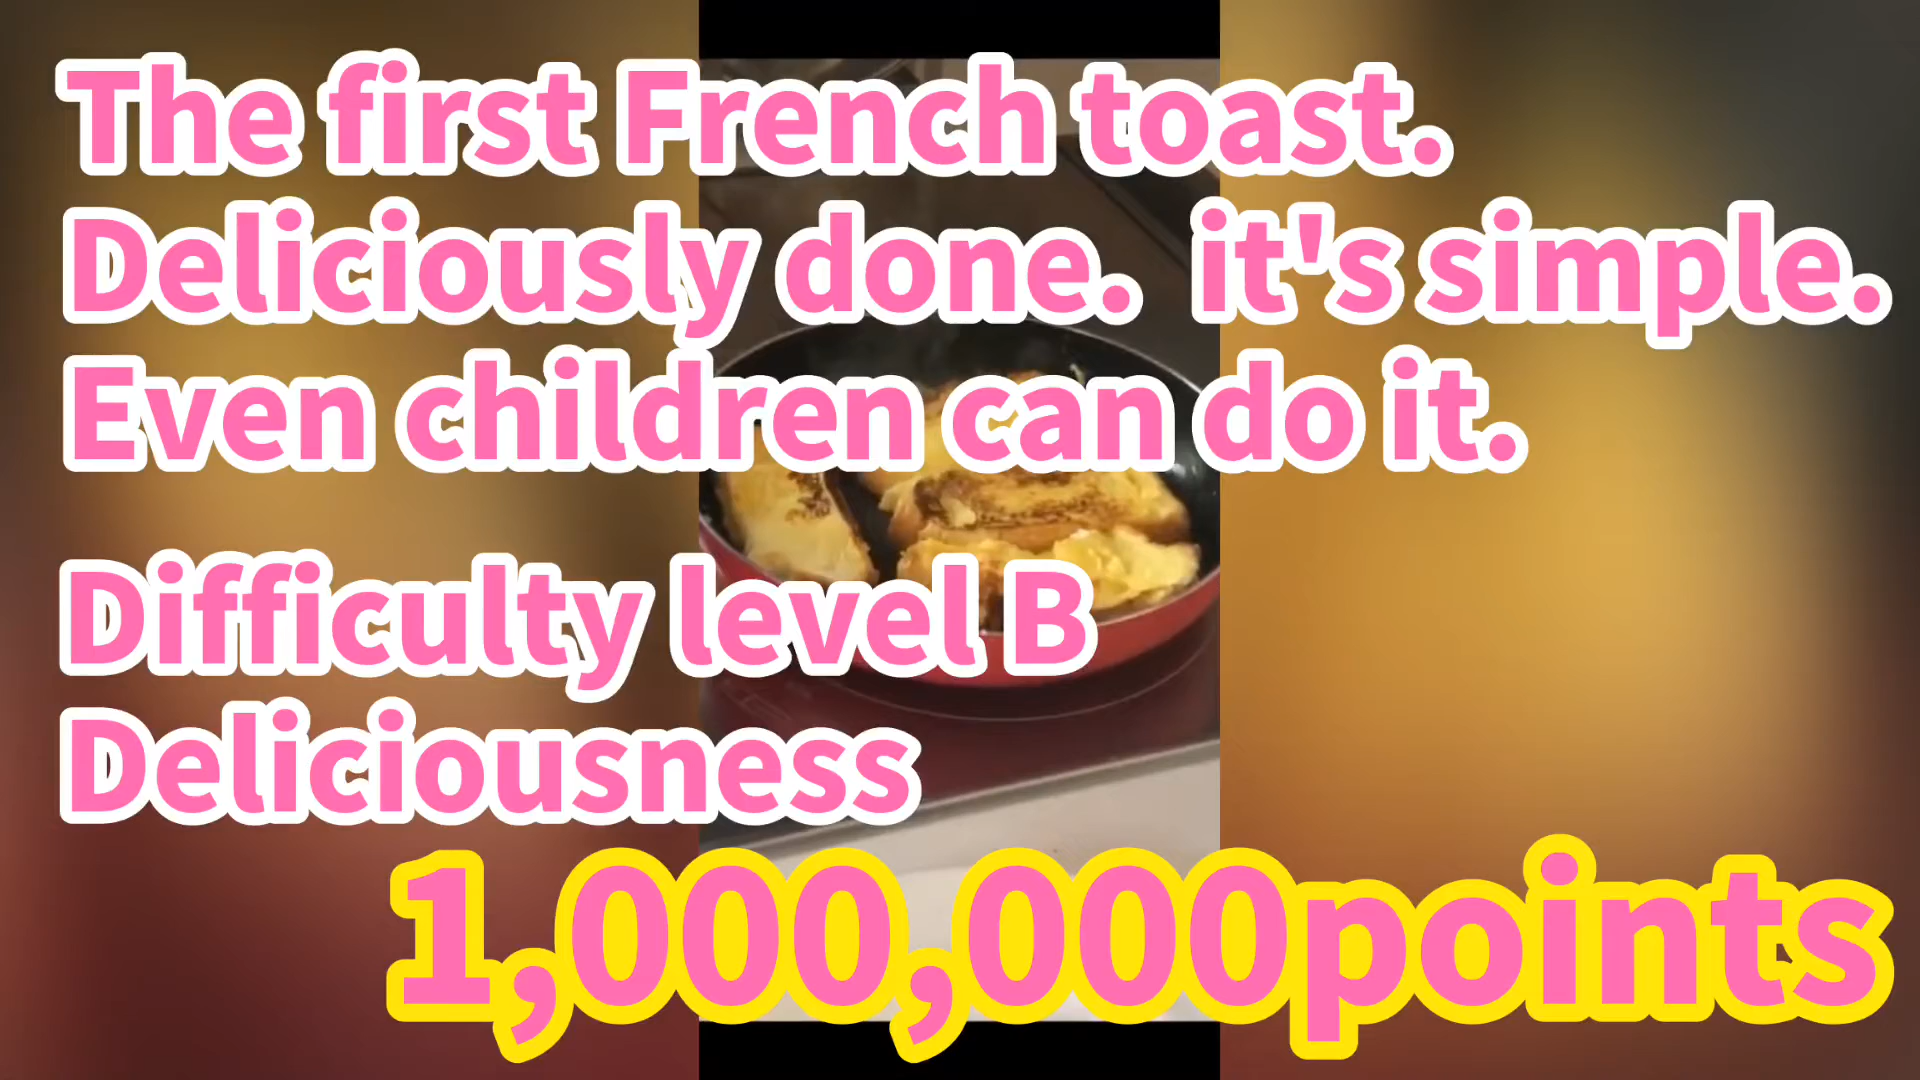 The first French toast.
Deliciously done.  it's simple.
Even children can do it.
Difficulty level B
Deliciousness
1,000,000points